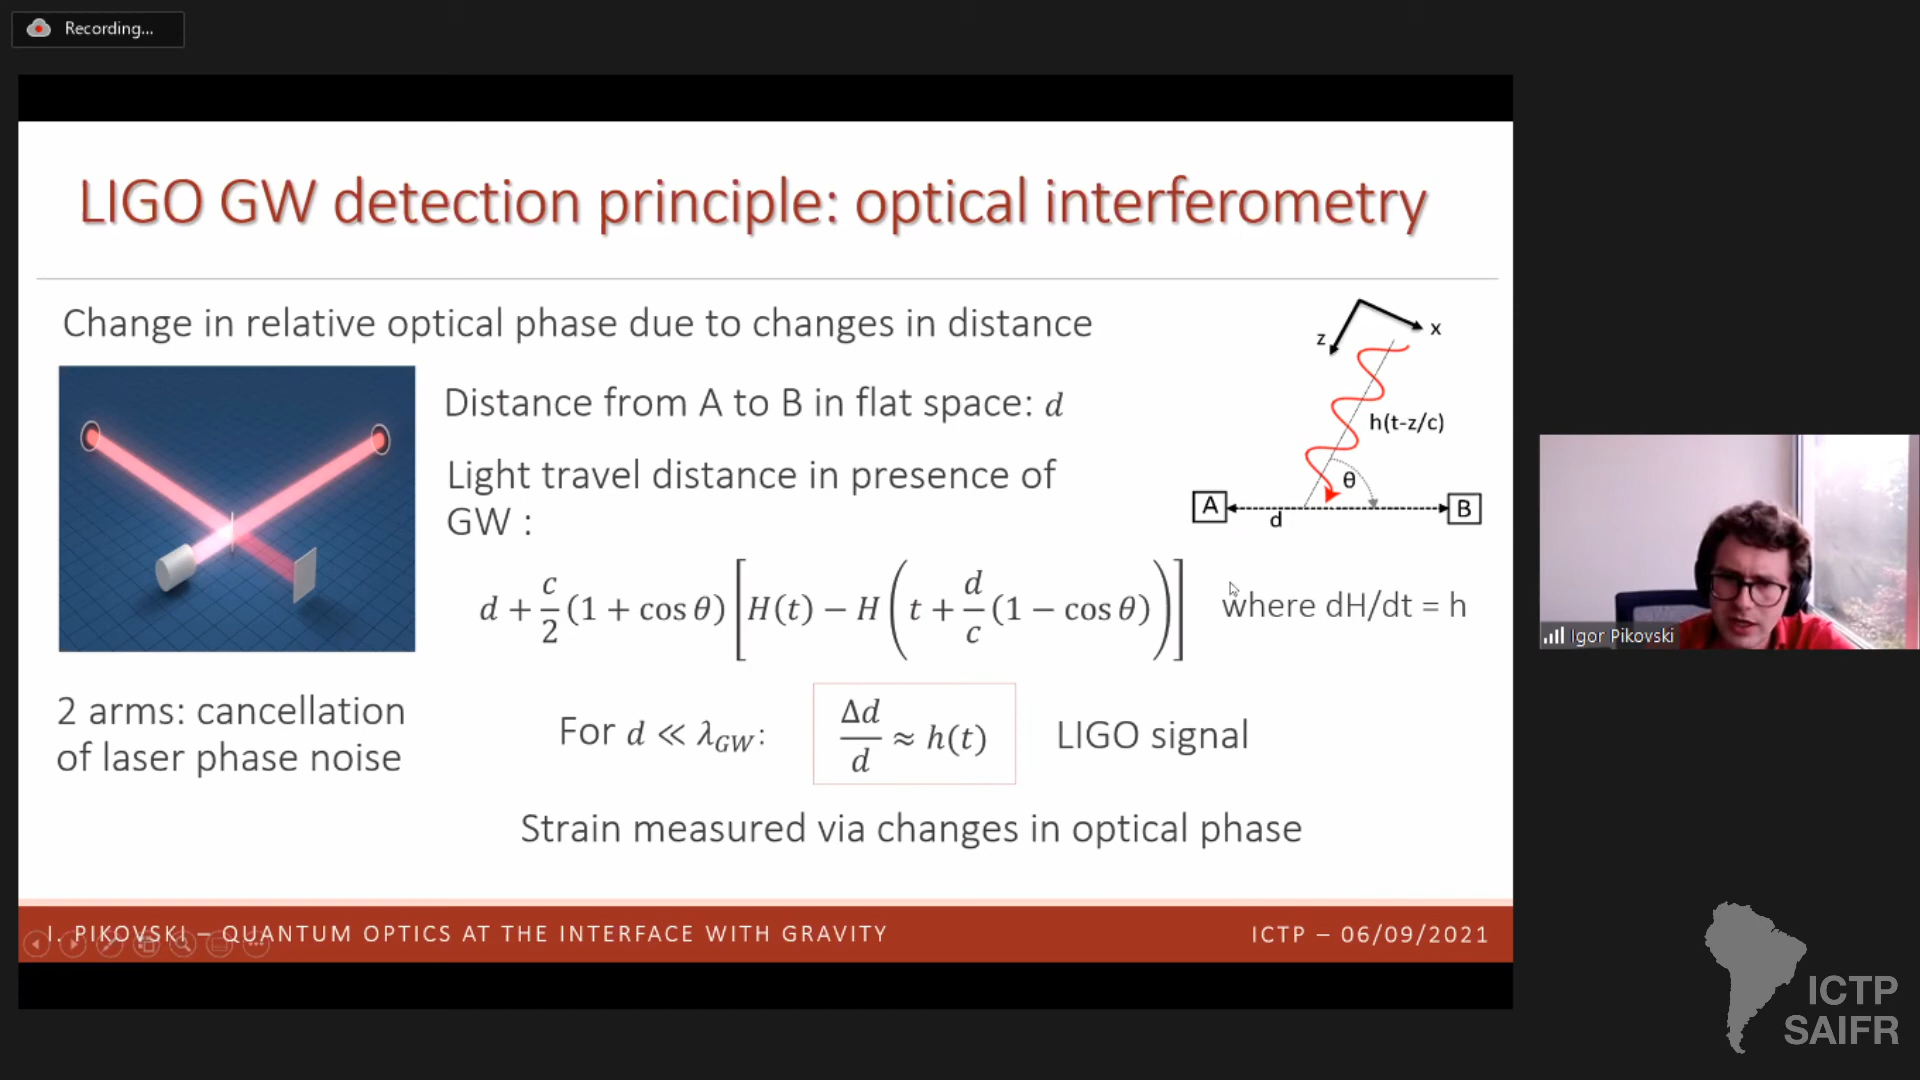 Recording...
LIGO GW detection principle: optical interferometry
Change in relative optical phase due to changes in distance
Distance from A to B in flat space: d
Light travel distance in presence of
GW :
d + c/2 (1 + cos θ) [H(t) − H(t + d/c (1 − cos θ))]
where dH/dt = h
x
z
h(t-z/c)
θ
A
d
B
2 arms: cancellation
of laser phase noise
For d ≪ λ_GW:
Δd/d ≈ h(t)
LIGO signal
Strain measured via changes in optical phase
I. PIKOVSKI – QUANTUM OPTICS AT THE INTERFACE WITH GRAVITY
ICTP – 06/09/2021
Igor Pikovski
ICTP
SAIFR